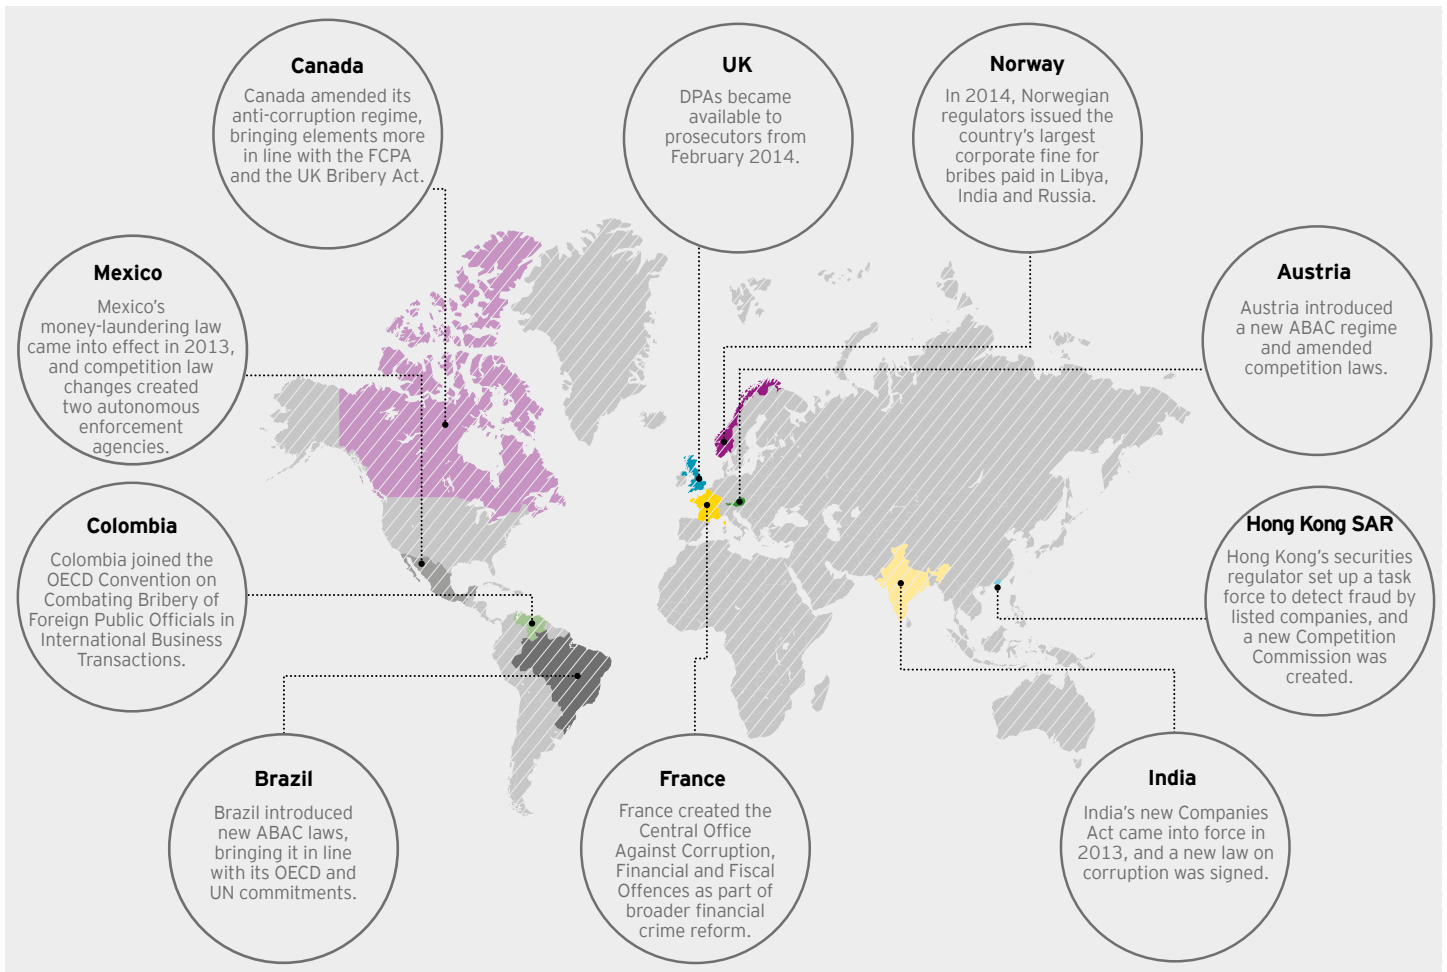 Canada
Canada amended its
anti-corruption regime,
bringing elements more
in line with the FCPA
and the UK Bribery Act.
UK
DPAs became
available to
prosecutors from
February 2014.
Norway
In 2014, Norwegian
regulators issued the
country's largest
corporate fine for
bribes paid in Libya,
India and Russia.
Mexico
Mexico's
money-laundering law
came into effect in 2013,
and competition law
changes created
two autonomous
enforcement
agencies.
Austria
Austria introduced
a new ABAC regime
and amended
competition laws.
Colombia
Colombia joined the
OECD Convention on
Combating Bribery of
Foreign Public Officials in
International Business
Transactions.
Hong Kong SAR
Hong Kong's securities
regulator set up a task
force to detect fraud by
listed companies, and
a new Competition
Commission was
created.
Brazil
Brazil introduced
new ABAC laws,
bringing it in line
with its OECD and
UN commitments.
France
France created the
Central Office
Against Corruption,
Financial and Fiscal
Offences as part of
broader financial
crime reform.
India
India's new Companies
Act came into force in
2013, and a new law on
corruption was signed.